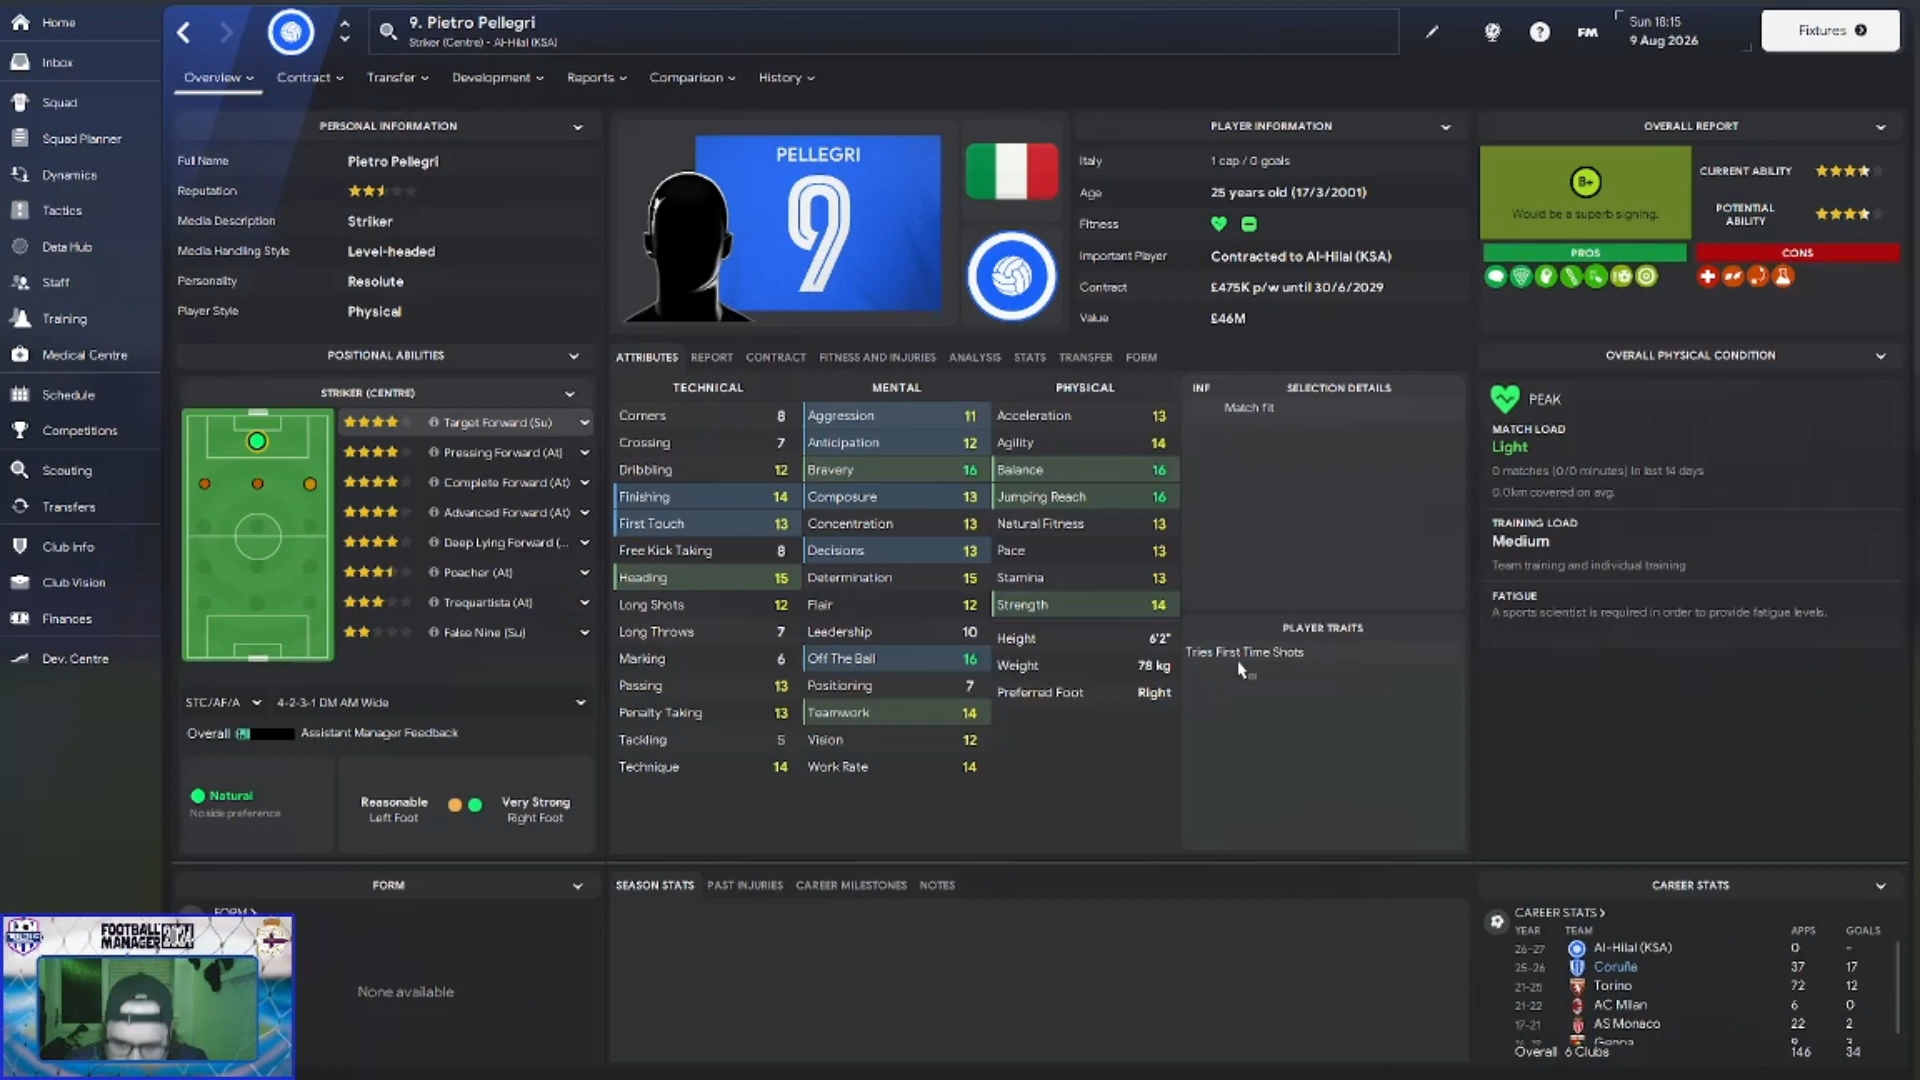 Home
Inbox
Squad
Squad Planner
Dynamics
Tactics
Data Hub
Staff
Training
Medical Centre
Schedule
Competitions
Scouting
Transfers
Club Info
Club Vision
Finances
Dev. Centre
9. Pietro Pellegri
Striker (Centre) - Al-Hilal (KSA)
FM
Sun 18:15
9 Aug 2026
Fixtures
Overview
Contract
Transfer
Development
Reports
Comparison
History
PERSONAL INFORMATION
Full Name Pietro Pellegri
Reputation
Media Description Striker
Media Handling Style Level-headed
Personality Resolute
Player Style Physical
POSITIONAL ABILITIES
STRIKER (CENTRE)
Target Forward (Su)
Pressing Forward (At)
Complete Forward (At)
Advanced Forward (At)
Deep Lying Forward (...
Poacher (At)
Trequartista (At)
False Nine (Su)
STC/AF/A 4-2-3-1 DM AM Wide
Overall Assistant Manager Feedback
Natural
No side preference
Reasonable
Left Foot
Very Strong
Right Foot
FORM
FORM >
None available
FOOTBALL
MANAGER 2024
PELLEGRI
9
PLAYER INFORMATION
Italy 1 cap / 0 goals
Age 25 years old (17/3/2001)
Fitness
Important Player Contracted to Al-Hilal (KSA)
Contract £475K p/w until 30/6/2029
Value £46M
OVERALL REPORT
B+
Would be a superb signing.
CURRENT ABILITY
POTENTIAL
ABILITY
PROS
CONS
ATTRIBUTES REPORT CONTRACT FITNESS AND INJURIES ANALYSIS STATS TRANSFER FORM
TECHNICAL
Corners 8
Crossing 7
Dribbling 12
Finishing 14
First Touch 13
Free Kick Taking 8
Heading 15
Long Shots 12
Long Throws 7
Marking 6
Passing 13
Penalty Taking 13
Tackling 5
Technique 14
MENTAL
Aggression 11
Anticipation 12
Bravery 16
Composure 13
Concentration 13
Decisions 13
Determination 15
Flair 12
Leadership 10
Off The Ball 16
Positioning 7
Teamwork 14
Vision 12
Work Rate 14
PHYSICAL
Acceleration 13
Agility 14
Balance 16
Jumping Reach 16
Natural Fitness 13
Pace 13
Stamina 13
Strength 14
Height 6'2"
Weight 78 kg
Preferred Foot Right
INF SELECTION DETAILS
Match fit
PLAYER TRAITS
Tries First Time Shots
OVERALL PHYSICAL CONDITION
PEAK
MATCH LOAD
Light
0 matches (0/0 minutes) in last 14 days
0.0km covered on avg.
TRAINING LOAD
Medium
Team training and individual training
FATIGUE
A sports scientist is required in order to provide fatigue levels.
SEASON STATS PAST INJURIES CAREER MILESTONES NOTES
CAREER STATS
CAREER STATS >
YEAR TEAM APPS GOALS
26-27 Al-Hilal (KSA) 0 -
25-26 Coruña 37 17
21-25 Torino 72 12
21-22 AC Milan 6 0
17-21 AS Monaco 22 2
Genoa 9 3
Overall 6 Clubs 146 34